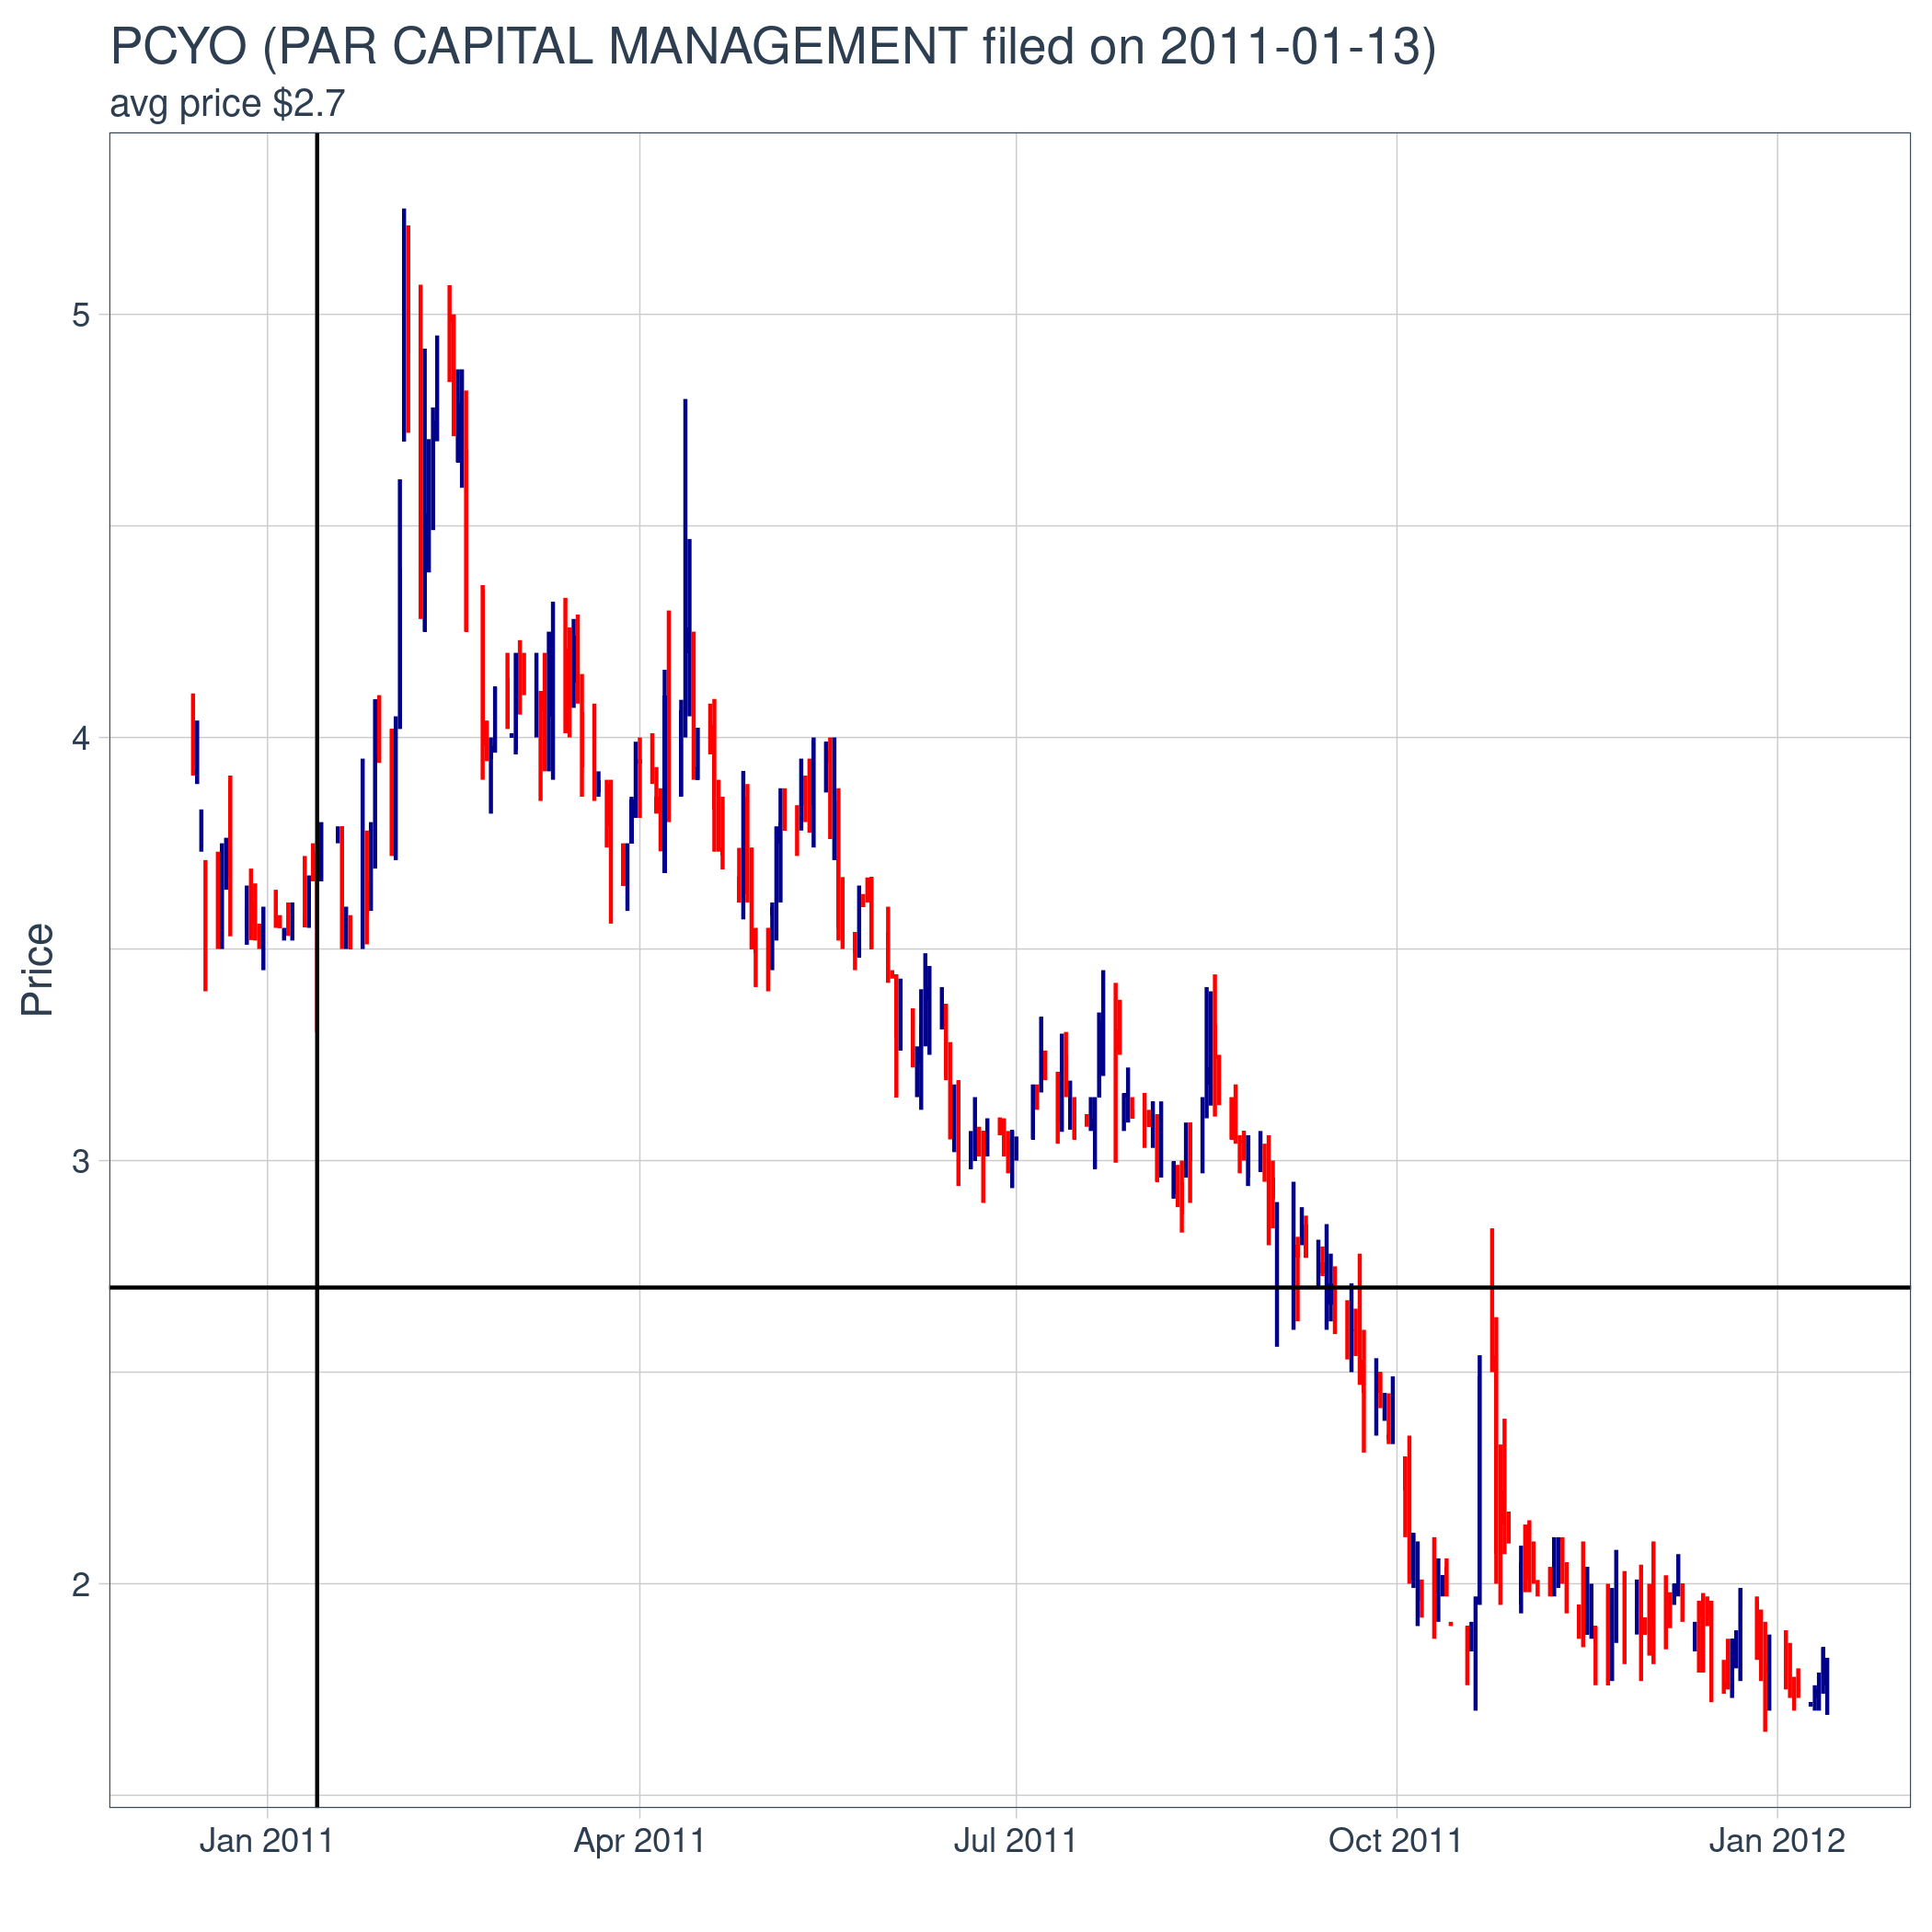 PCYO (PAR CAPITAL MANAGEMENT filed on 2011-01-13)
avg price $2.7
Price
5
4
3
2
Jan 2011
Apr 2011
Jul 2011
Oct 2011
Jan 2012